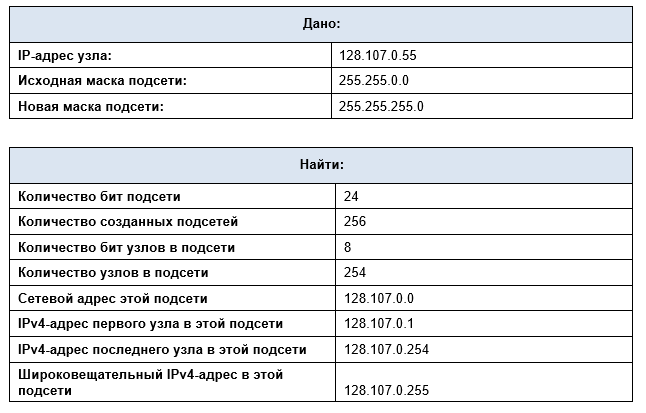 Дано:
IP-адрес узла: 128.107.0.55
Исходная маска подсети: 255.255.0.0
Новая маска подсети: 255.255.255.0
Найти:
Количество бит подсети 24
Количество созданных подсетей 256
Количество бит узлов в подсети 8
Количество узлов в подсети 254
Сетевой адрес этой подсети 128.107.0.0
IPv4-адрес первого узла в этой подсети 128.107.0.1
IPv4-адрес последнего узла в этой подсети 128.107.0.254
Широковещательный IPv4-адрес в этой
подсети 128.107.0.255